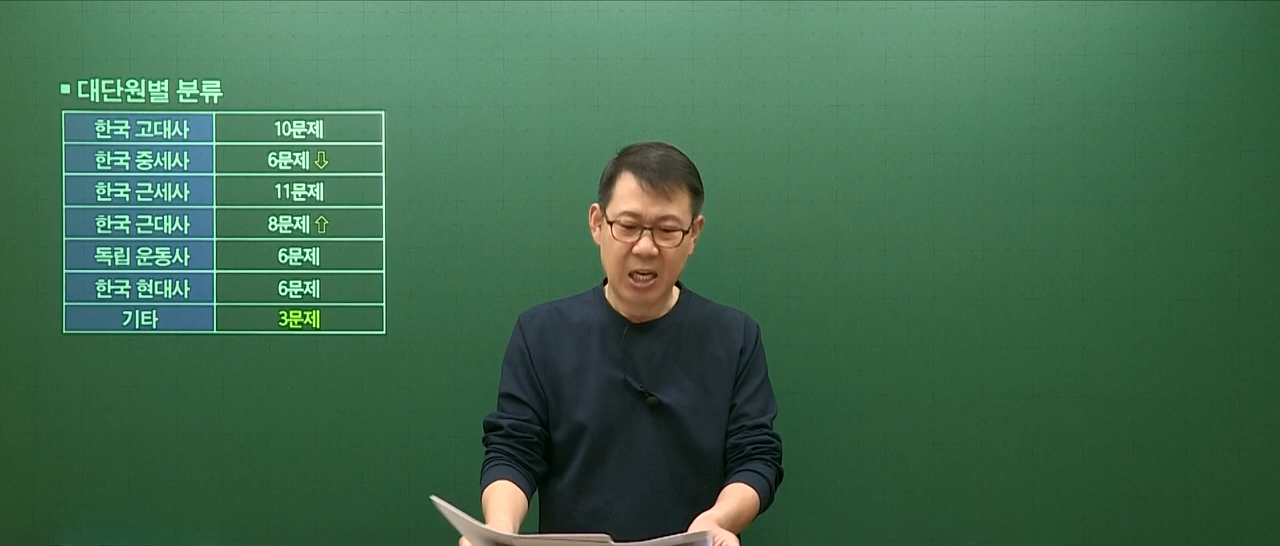 ▪ 대단원별 분류
한국 고대사 10문제
한국 중세사 6문제 ⇩
한국 근세사 11문제
한국 근대사 8문제 ⇧
독립 운동사 6문제
한국 현대사 6문제
기타 3문제